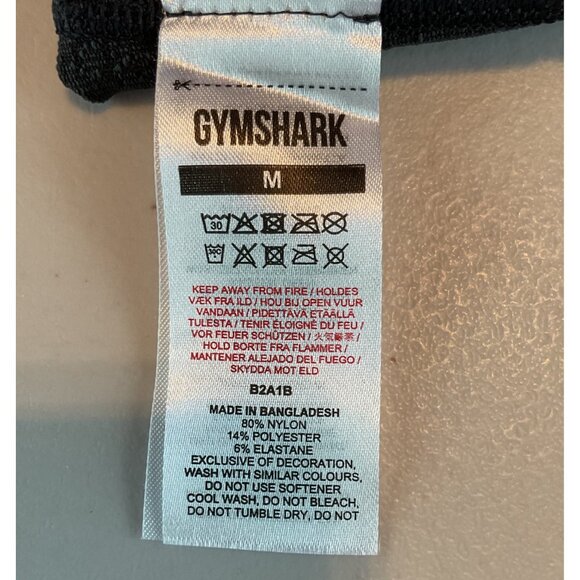 GYMSHARK
M
30
30C
KEEP AWAY FROM FIRE / HOLDES
VÆK FRA ILD / HOU BIJ OPEN VUUR
VANDAAN / PIDETTÄVÄ ETÄÄLLÄ
TULESTA / TENIR ÉLOIGNÉ DU FEU /
VOR FEUER SCHÜTZEN / 火気厳禁 /
HOLD BORTE FRA FLAMMER /
MANTENER ALEJADO DEL FUEGO /
SKYDDA MOT ELD
B2A1B
MADE IN BANGLADESH
80% NYLON
14% POLYESTER
6% ELASTANE
EXCLUSIVE OF DECORATION,
WASH WITH SIMILAR COLOURS,
DO NOT USE SOFTENER
COOL WASH, DO NOT BLEACH,
DO NOT TUMBLE DRY, DO NOT